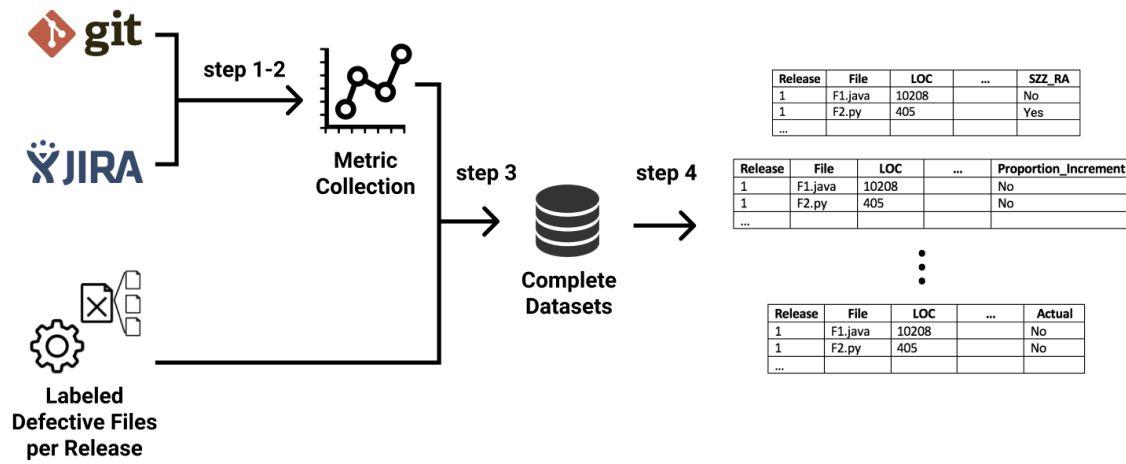 git
JIRA
step 1-2
Metric
Collection
Labeled
Defective Files
per Release
step 3
Complete
Datasets
step 4
Release File LOC ... SZZ_RA
1 F1.java 10208 No
1 F2.py 405 Yes
...
Release File LOC ... Proportion_Increment
1 F1.java 10208 No
1 F2.py 405 No
...
Release File LOC ... Actual
1 F1.java 10208 No
1 F2.py 405 No
...